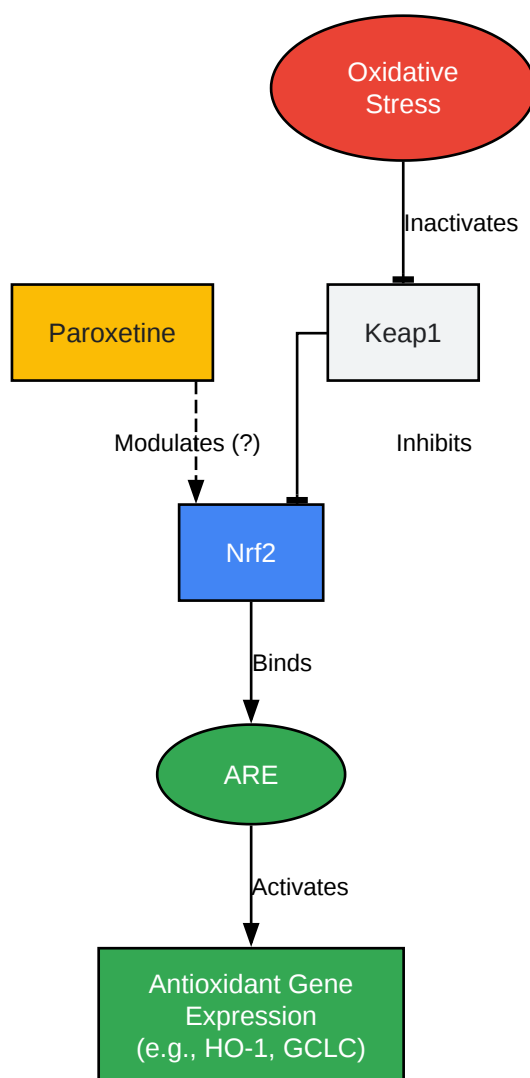 Oxidative
Stress
Inactivates
Paroxetine
Keap1
Modulates (?)
Inhibits
Nrf2
Binds
ARE
Activates
Antioxidant Gene
Expression
(e.g., HO-1, GCLC)